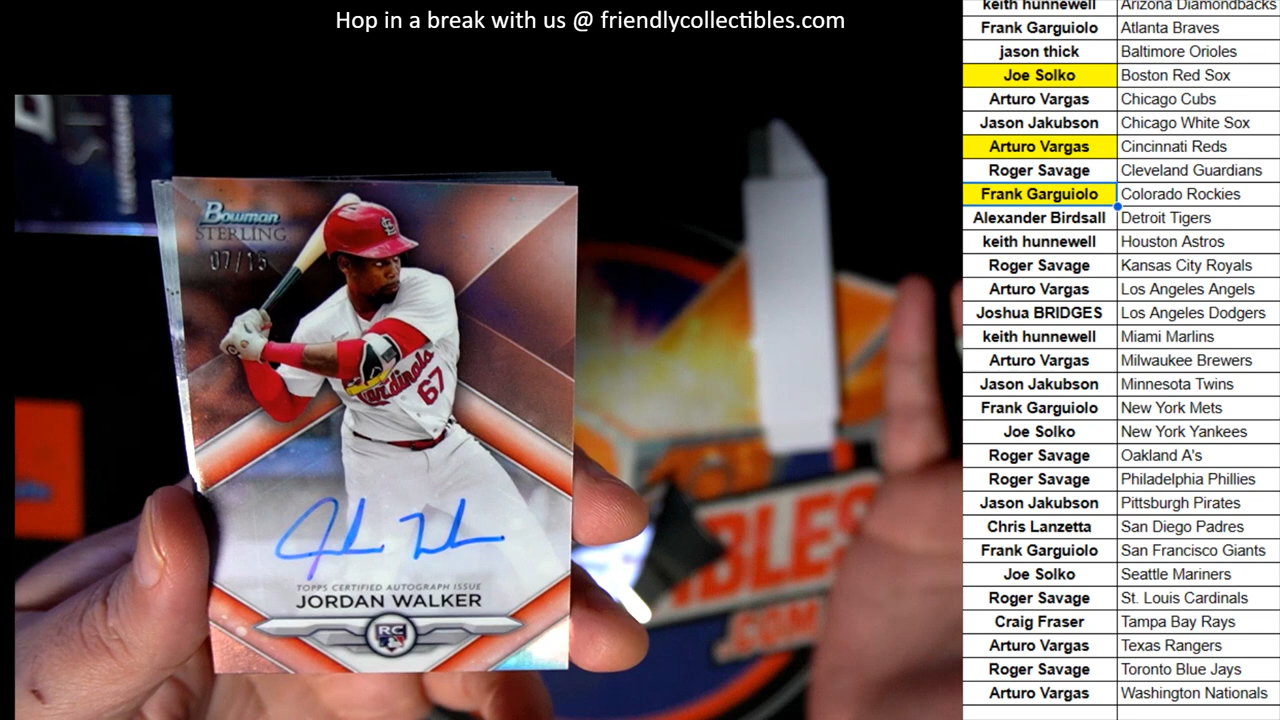 Hop in a break with us @ friendlycollectibles.com
Bowman
STERLING
Cardinals
67
TOPPS CERTIFIED AUTOGRAPH ISSUE
JORDAN WALKER
RC
BLES
.COM
keith hunnewell Arizona Diamondbacks
Frank Garguiolo Atlanta Braves
jason thick Baltimore Orioles
Joe Solko Boston Red Sox
Arturo Vargas Chicago Cubs
Jason Jakubson Chicago White Sox
Arturo Vargas Cincinnati Reds
Roger Savage Cleveland Guardians
Frank Garguiolo Colorado Rockies
Alexander Birdsall Detroit Tigers
keith hunnewell Houston Astros
Roger Savage Kansas City Royals
Arturo Vargas Los Angeles Angels
Joshua BRIDGES Los Angeles Dodgers
keith hunnewell Miami Marlins
Arturo Vargas Milwaukee Brewers
Jason Jakubson Minnesota Twins
Frank Garguiolo New York Mets
Joe Solko New York Yankees
Roger Savage Oakland A's
Roger Savage Philadelphia Phillies
Jason Jakubson Pittsburgh Pirates
Chris Lanzetta San Diego Padres
Frank Garguiolo San Francisco Giants
Joe Solko Seattle Mariners
Roger Savage St. Louis Cardinals
Craig Fraser Tampa Bay Rays
Arturo Vargas Texas Rangers
Roger Savage Toronto Blue Jays
Arturo Vargas Washington Nationals